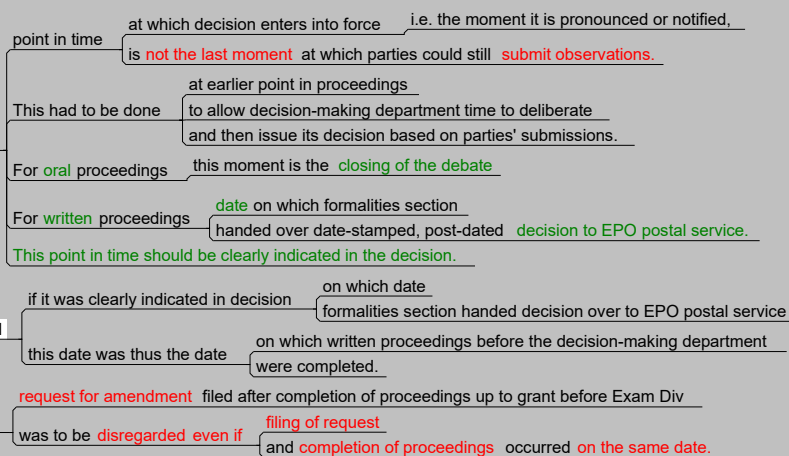 point in time
at which decision enters into force
i.e. the moment it is pronounced or notified,
is not the last moment at which parties could still submit observations.
This had to be done
at earlier point in proceedings
to allow decision-making department time to deliberate
and then issue its decision based on parties' submissions.
For oral proceedings
this moment is the closing of the debate
For written proceedings
date on which formalities section
handed over date-stamped, post-dated decision to EPO postal service.
This point in time should be clearly indicated in the decision.
if it was clearly indicated in decision
on which date
formalities section handed decision over to EPO postal service
this date was thus the date
on which written proceedings before the decision-making department
were completed.
request for amendment filed after completion of proceedings up to grant before Exam Div
was to be disregarded even if
filing of request
and completion of proceedings occurred on the same date.